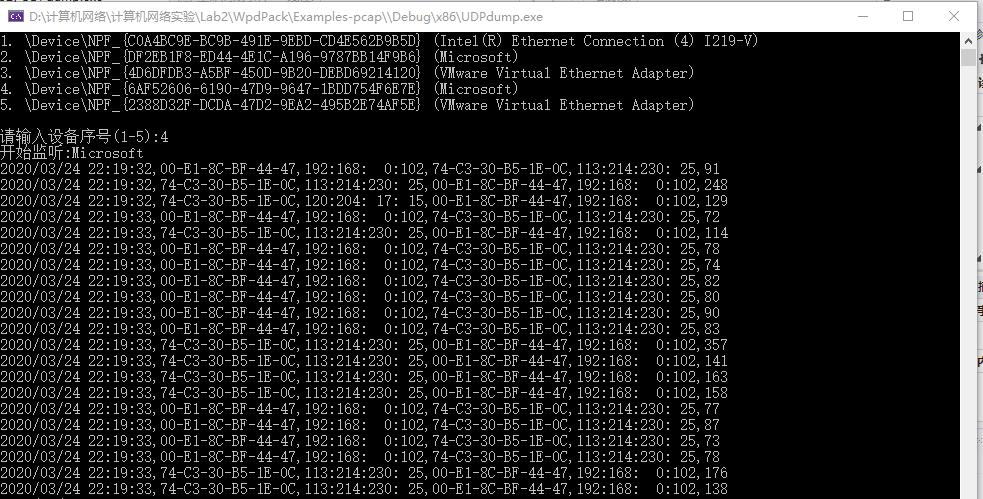 D:\计算机网络\计算机网络实验\Lab2\WpdPack\Examples-pcap\\Debug\x86\UDPdump.exe
1. \Device\NPF_{C0A4BC9E-BC9B-491E-9EBD-CD4E562B9B5D} (Intel(R) Ethernet Connection (4) I219-V)
2. \Device\NPF_{DF2EB1F8-ED44-4E1C-A196-9787BB14F9B6} (Microsoft)
3. \Device\NPF_{4D6DFDB3-A5BF-450D-9B20-DEBD69214120} (VMware Virtual Ethernet Adapter)
4. \Device\NPF_{6AF52606-6190-47D9-9647-1BDD754F6E7E} (Microsoft)
5. \Device\NPF_{2388D32F-DCDA-47D2-9EA2-495B2E74AF5E} (VMware Virtual Ethernet Adapter)
请输入设备序号(1-5):4
开始监听:Microsoft
2020/03/24 22:19:32,00-E1-8C-BF-44-47,192:168:  0:102,74-C3-30-B5-1E-0C,113:214:230: 25,91
2020/03/24 22:19:32,74-C3-30-B5-1E-0C,113:214:230: 25,00-E1-8C-BF-44-47,192:168:  0:102,248
2020/03/24 22:19:32,74-C3-30-B5-1E-0C,120:204: 17: 15,00-E1-8C-BF-44-47,192:168:  0:102,129
2020/03/24 22:19:33,00-E1-8C-BF-44-47,192:168:  0:102,74-C3-30-B5-1E-0C,113:214:230: 25,72
2020/03/24 22:19:33,74-C3-30-B5-1E-0C,113:214:230: 25,00-E1-8C-BF-44-47,192:168:  0:102,114
2020/03/24 22:19:33,00-E1-8C-BF-44-47,192:168:  0:102,74-C3-30-B5-1E-0C,113:214:230: 25,78
2020/03/24 22:19:33,00-E1-8C-BF-44-47,192:168:  0:102,74-C3-30-B5-1E-0C,113:214:230: 25,74
2020/03/24 22:19:33,00-E1-8C-BF-44-47,192:168:  0:102,74-C3-30-B5-1E-0C,113:214:230: 25,82
2020/03/24 22:19:33,00-E1-8C-BF-44-47,192:168:  0:102,74-C3-30-B5-1E-0C,113:214:230: 25,80
2020/03/24 22:19:33,00-E1-8C-BF-44-47,192:168:  0:102,74-C3-30-B5-1E-0C,113:214:230: 25,90
2020/03/24 22:19:33,00-E1-8C-BF-44-47,192:168:  0:102,74-C3-30-B5-1E-0C,113:214:230: 25,83
2020/03/24 22:19:33,74-C3-30-B5-1E-0C,113:214:230: 25,00-E1-8C-BF-44-47,192:168:  0:102,357
2020/03/24 22:19:33,74-C3-30-B5-1E-0C,113:214:230: 25,00-E1-8C-BF-44-47,192:168:  0:102,141
2020/03/24 22:19:33,74-C3-30-B5-1E-0C,113:214:230: 25,00-E1-8C-BF-44-47,192:168:  0:102,163
2020/03/24 22:19:33,74-C3-30-B5-1E-0C,113:214:230: 25,00-E1-8C-BF-44-47,192:168:  0:102,158
2020/03/24 22:19:33,00-E1-8C-BF-44-47,192:168:  0:102,74-C3-30-B5-1E-0C,113:214:230: 25,77
2020/03/24 22:19:33,00-E1-8C-BF-44-47,192:168:  0:102,74-C3-30-B5-1E-0C,113:214:230: 25,87
2020/03/24 22:19:33,00-E1-8C-BF-44-47,192:168:  0:102,74-C3-30-B5-1E-0C,113:214:230: 25,73
2020/03/24 22:19:33,00-E1-8C-BF-44-47,192:168:  0:102,74-C3-30-B5-1E-0C,113:214:230: 25,78
2020/03/24 22:19:33,74-C3-30-B5-1E-0C,113:214:230: 25,00-E1-8C-BF-44-47,192:168:  0:102,176
2020/03/24 22:19:33,74-C3-30-B5-1E-0C,113:214:230: 25,00-E1-8C-BF-44-47,192:168:  0:102,138